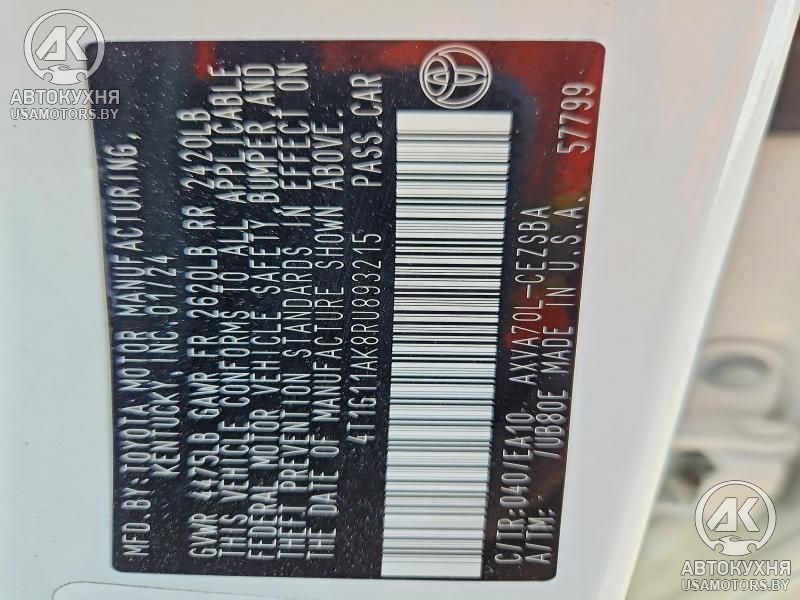 MFD.BY:TOYOTA MOTOR MANUFACTURING,
KENTUCKY, INC.01/24
GVWR 4475LB GAWR FR 2620LB RR 2420LB
THIS VEHICLE CONFORMS TO ALL APPLICABLE
FEDERAL MOTOR VEHICLE SAFETY, BUMPER, AND
THEFT PREVENTION STANDARDS IN EFFECT ON
THE DATE OF MANUFACTURE SHOWN ABOVE.
4T1G11AK8RU893215 PASS CAR
C/TR:040/EA10 AXVA70L-CEZSBA
A/TM: /UB80E MADE IN U.S.A. 57799
АК
АВТОКУХНЯ
USAMOTORS.BY
АК
АВТОКУХНЯ
USAMOTORS.BY